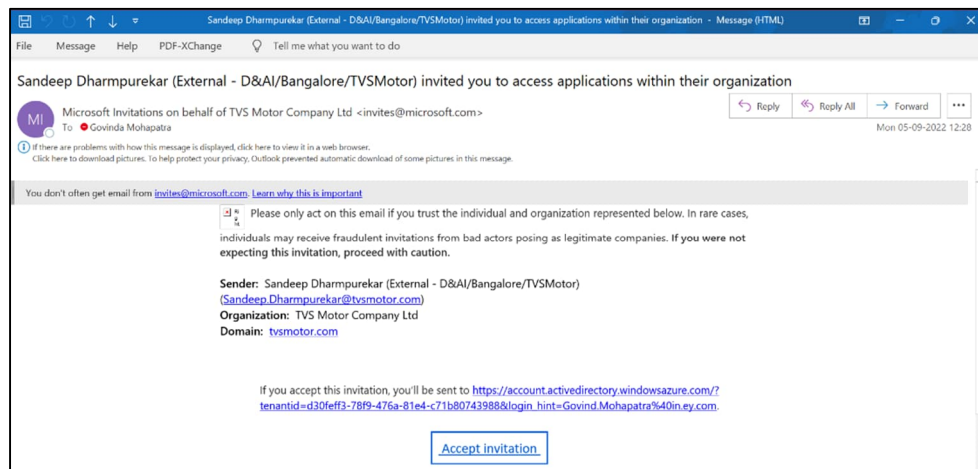 Sandeep Dharmpurekar (External - D&AI/Bangalore/TVSMotor) invited you to access applications within their organization - Message (HTML)
File Message Help PDF-XChange Tell me what you want to do
Sandeep Dharmpurekar (External - D&AI/Bangalore/TVSMotor) invited you to access applications within their organization
MI
Microsoft Invitations on behalf of TVS Motor Company Ltd <invites@microsoft.com>
To Govinda Mohapatra
Reply Reply All Forward
Mon 05-09-2022 12:28
If there are problems with how this message is displayed, click here to view it in a web browser.
Click here to download pictures. To help protect your privacy, Outlook prevented automatic download of some pictures in this message.
You don't often get email from invites@microsoft.com. Learn why this is important
Please only act on this email if you trust the individual and organization represented below. In rare cases,
individuals may receive fraudulent invitations from bad actors posing as legitimate companies. If you were not
expecting this invitation, proceed with caution.
Sender: Sandeep Dharmpurekar (External - D&AI/Bangalore/TVSMotor)
(Sandeep.Dharmpurekar@tvsmotor.com)
Organization: TVS Motor Company Ltd
Domain: tvsmotor.com
If you accept this invitation, you'll be sent to https://account.activedirectory.windowsazure.com/?
tenantid=d30feff3-78f9-476a-81e4-c71b80743988&login_hint=Govind.Mohapatra%40in.ey.com.
Accept invitation